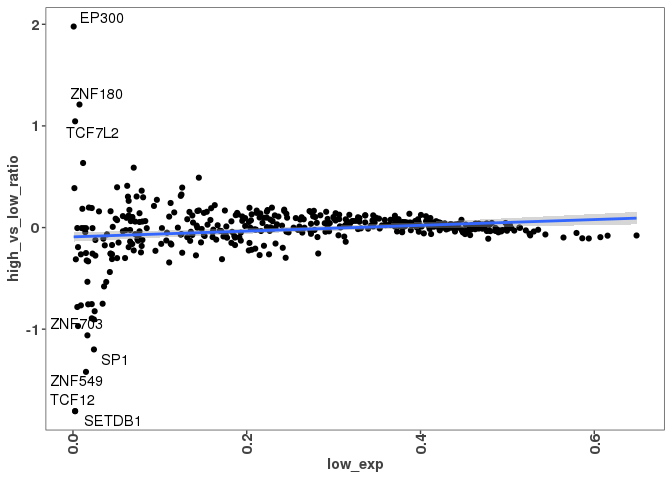 EP300
ZNF180
TCF7L2
ZNF703
SP1
ZNF549
TCF12
SETDB1
2
1
0
-1
high_vs_low_ratio
0.0
0.2
0.4
0.6
low_exp